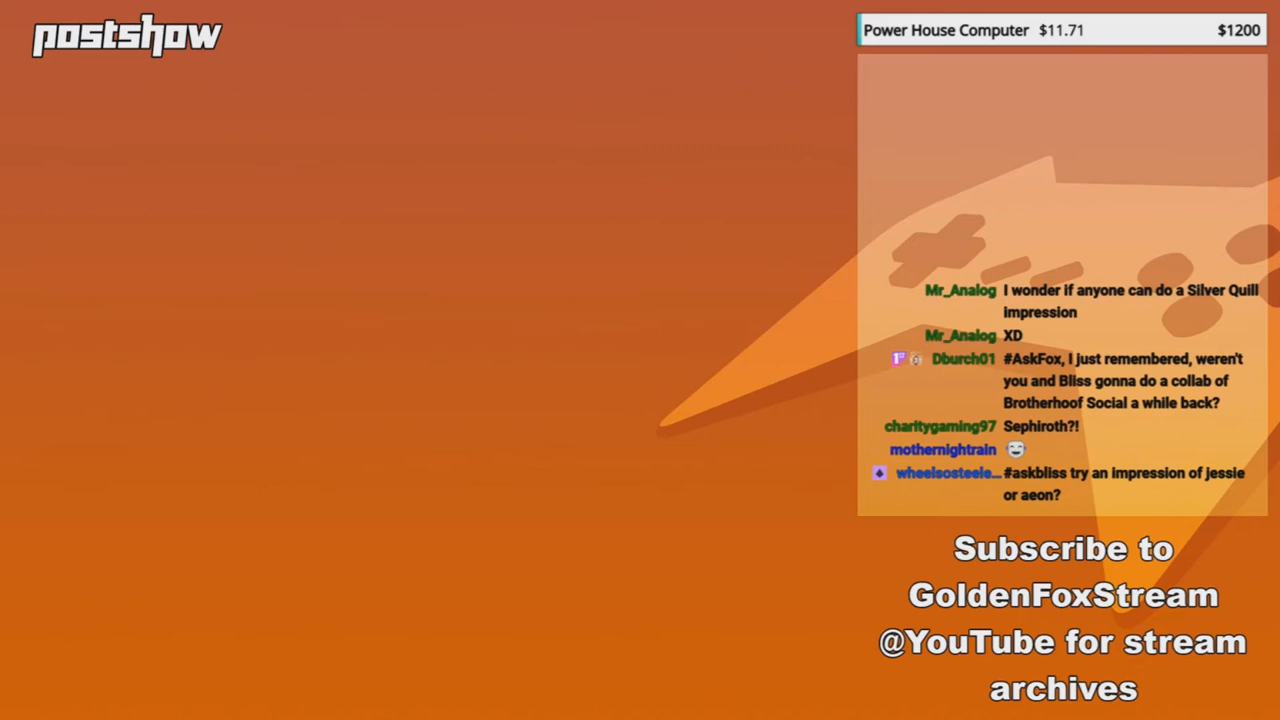 postshow
Power House Computer $11.71 $1200
Mr_Analog I wonder if anyone can do a Silver Quill
impression
Mr_Analog XD
Dburch01 #AskFox, I just remembered, weren't
you and Bliss gonna do a collab of
Brotherhoof Social a while back?
charitygaming97 Sephiroth?!
mothernightrain
wheelsosteele... #askbliss try an impression of jessie
or aeon?
Subscribe to
GoldenFoxStream
@YouTube for stream
archives